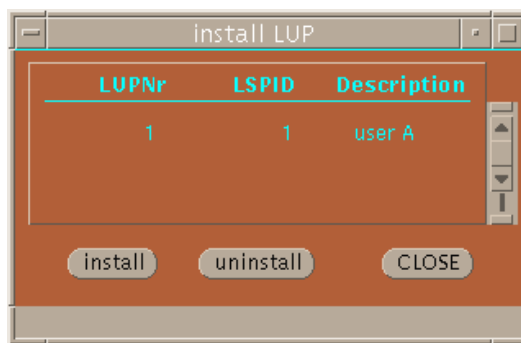 install LUP
LUPNr LSPID Description
1 1 user A
install uninstall CLOSE